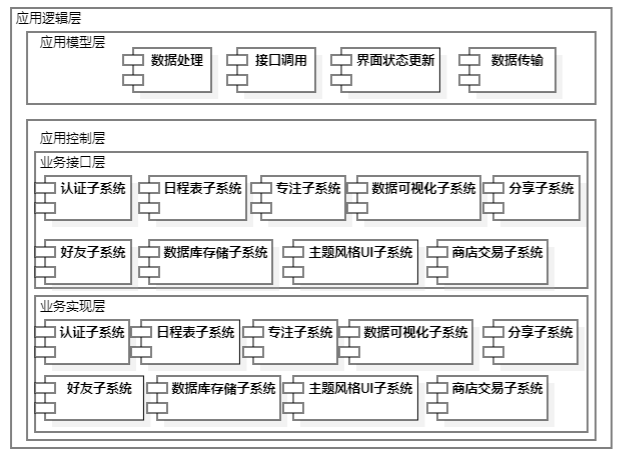 应用逻辑层
应用模型层
数据处理 接口调用 界面状态更新 数据传输
应用控制层
业务接口层
认证子系统 日程表子系统 专注子系统 数据可视化子系统 分享子系统
好友子系统 数据库存储子系统 主题风格UI子系统 商店交易子系统
业务实现层
认证子系统 日程表子系统 专注子系统 数据可视化子系统 分享子系统
好友子系统 数据库存储子系统 主题风格UI子系统 商店交易子系统